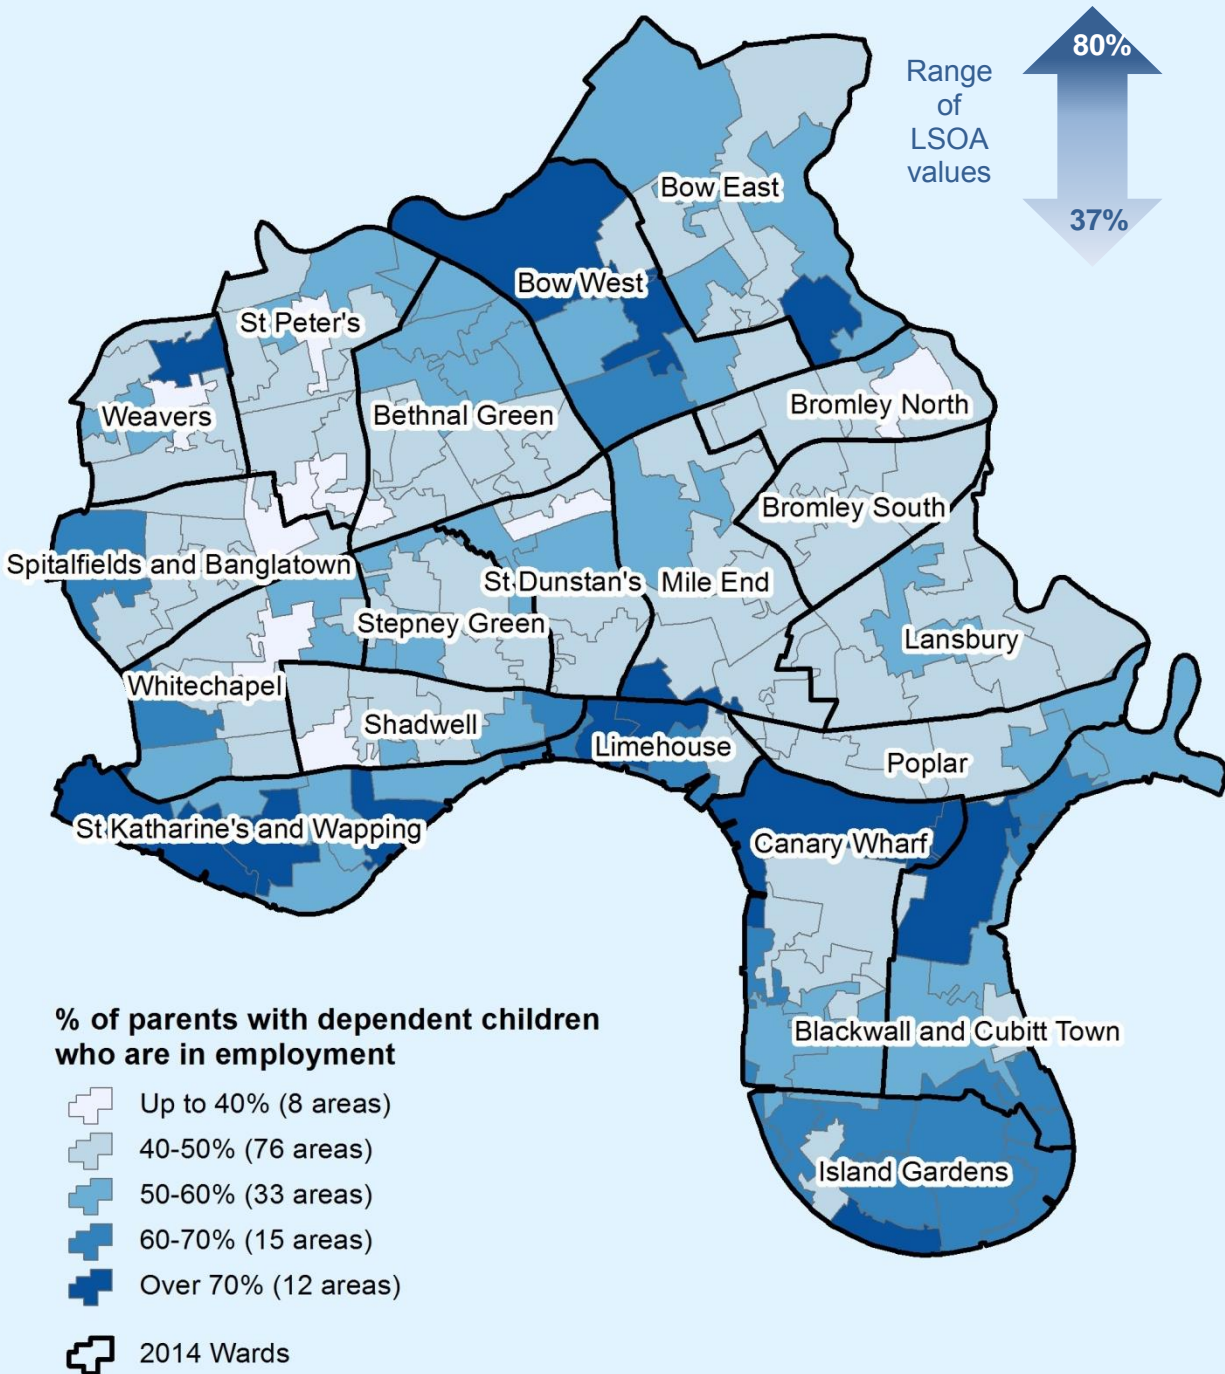 80%
Range
of
LSOA
values
37%
Bow East
Bow West
St Peter's
Weavers
Bethnal Green
Bromley North
Bromley South
Spitalfields and Banglatown
St Dunstan's
Mile End
Stepney Green
Lansbury
Whitechapel
Shadwell
Limehouse
Poplar
St Katharine's and Wapping
Canary Wharf
Blackwall and Cubitt Town
Island Gardens
% of parents with dependent children
who are in employment
Up to 40% (8 areas)
40-50% (76 areas)
50-60% (33 areas)
60-70% (15 areas)
Over 70% (12 areas)
2014 Wards